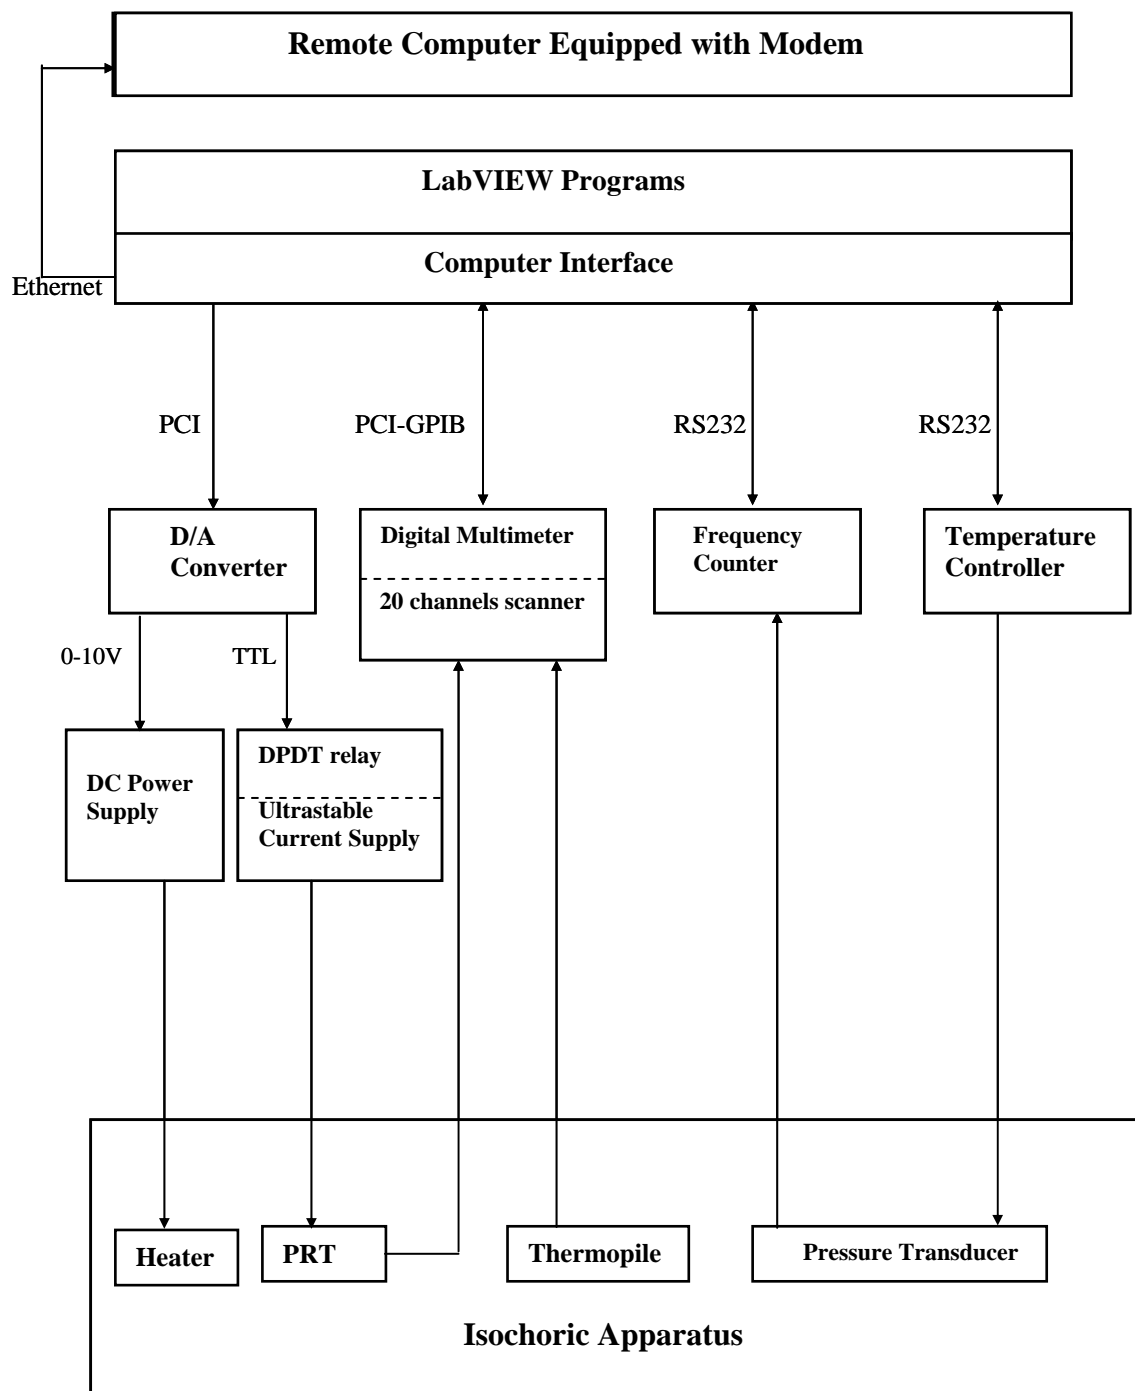 Remote Computer Equipped with Modem
LabVIEW Programs
Computer Interface
Ethernet
PCI
PCI-GPIB
RS232
RS232
D/A
Converter
Digital Multimeter
20 channels scanner
Frequency
Counter
Temperature
Controller
0-10V
TTL
DC Power
Supply
DPDT relay
Ultrastable
Current Supply
Heater
PRT
Thermopile
Pressure Transducer
Isochoric Apparatus